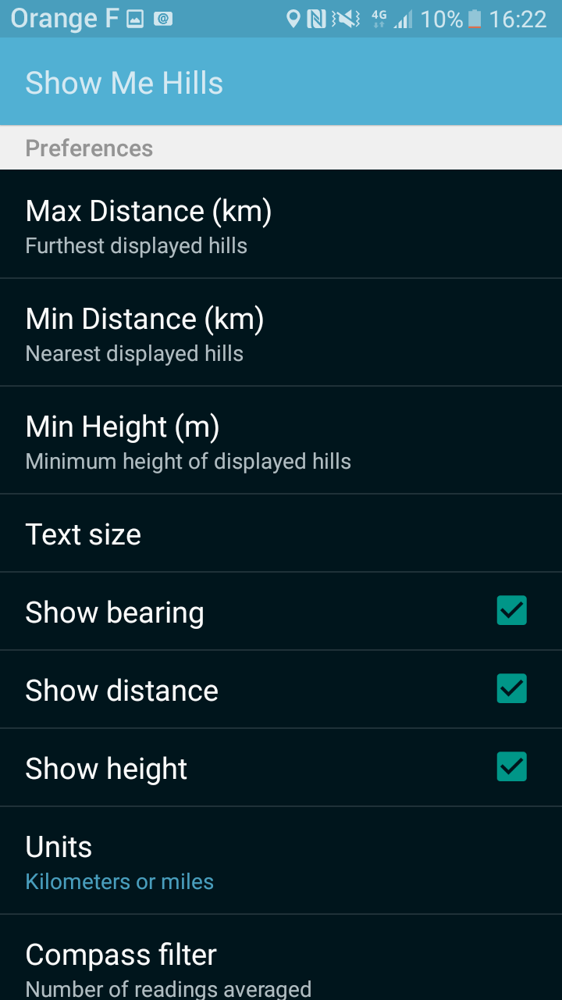 Orange F 4G 10% 16:22
Show Me Hills
Preferences
Max Distance (km)
Furthest displayed hills
Min Distance (km)
Nearest displayed hills
Min Height (m)
Minimum height of displayed hills
Text size
Show bearing
Show distance
Show height
Units
Kilometers or miles
Compass filter
Number of readings averaged